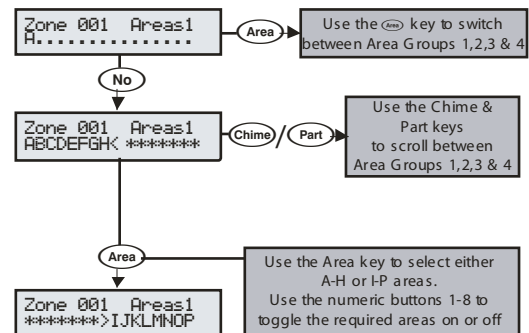 Zone 001 Areas1
A...............
Area
Use the Area key to switch
between Area Groups 1,2,3 & 4
No
Zone 001 Areas1
ABCDEFGH< *******
Chime / Part
Use the Chime &
Part keys
to scroll between
Area Groups 1,2,3 & 4
Area
Use the Area key to select either
A-H or I-P areas.
Use the numeric buttons 1-8 to
toggle the required areas on or off
Zone 001 Areas1
*******>IJKLMNOP